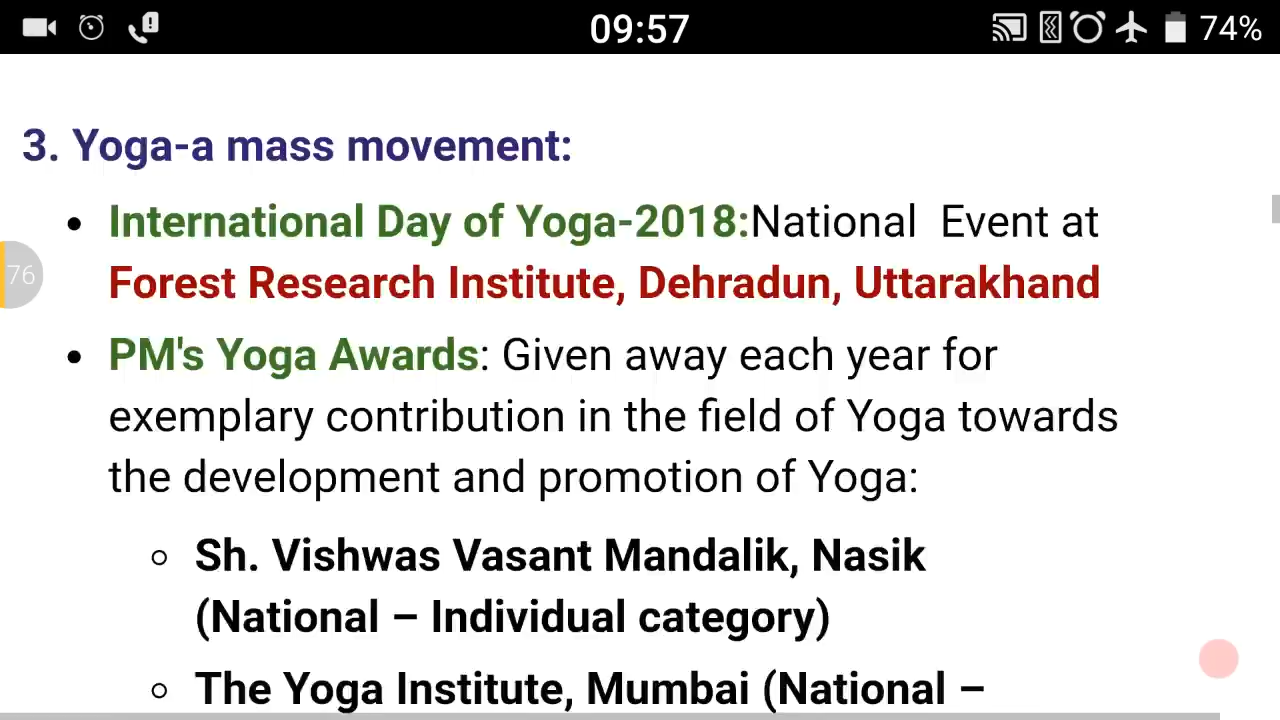 09:57
74%
3. Yoga-a mass movement:
• International Day of Yoga-2018:National Event at
Forest Research Institute, Dehradun, Uttarakhand
76
• PM's Yoga Awards: Given away each year for
exemplary contribution in the field of Yoga towards
the development and promotion of Yoga:
○ Sh. Vishwas Vasant Mandalik, Nasik
(National – Individual category)
○ The Yoga Institute, Mumbai (National –